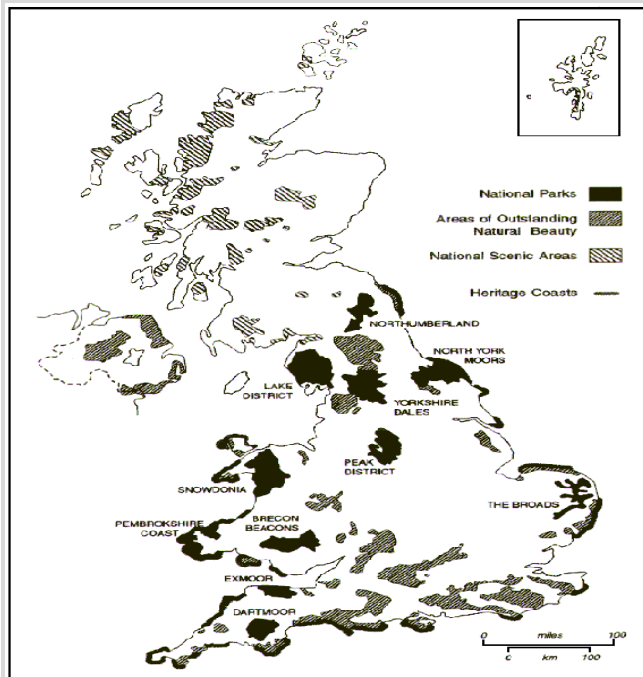 National Parks
Areas of Outstanding
Natural Beauty
National Scenic Areas
Heritage Coasts
NORTHUMBERLAND
NORTH YORK
MOORS
LAKE
DISTRICT
YORKSHIRE
DALES
PEAK
DISTRICT
SNOWDONIA
THE BROADS
PEMBROKSHIRE
COAST
BRECON
BEACONS
EXMOOR
DARTMOOR
0 miles 100
0 km 100